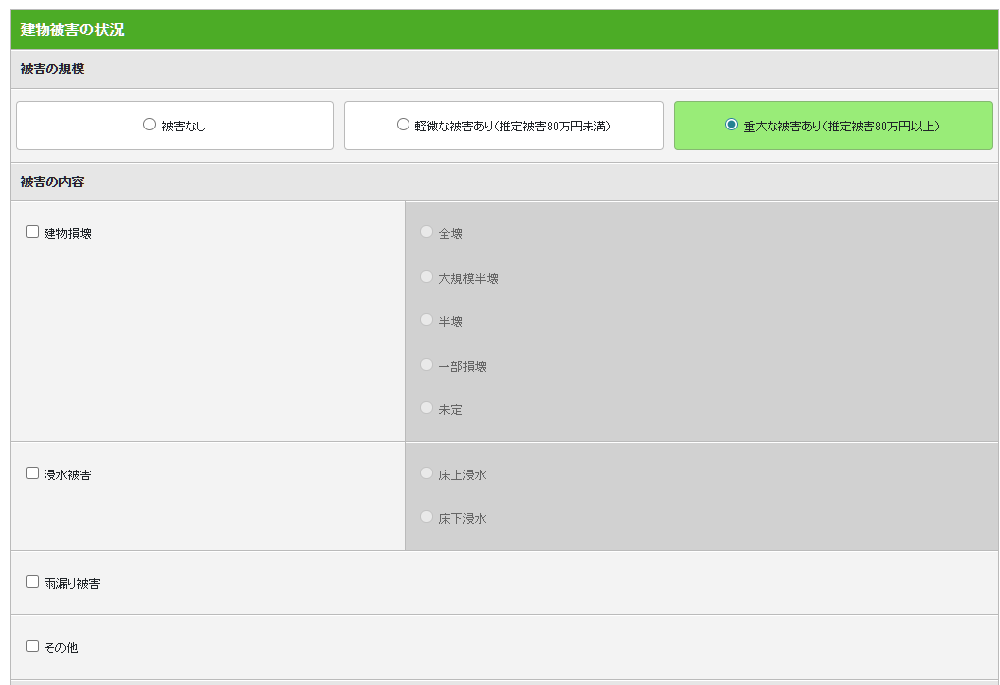 建物被害の状況
被害の規模
被害なし
軽微な被害あり（推定被害80万円未満）
重大な被害あり（推定被害80万円以上）
被害の内容
建物損壊
全壊
大規模半壊
半壊
一部損壊
未定
浸水被害
床上浸水
床下浸水
雨漏り被害
その他